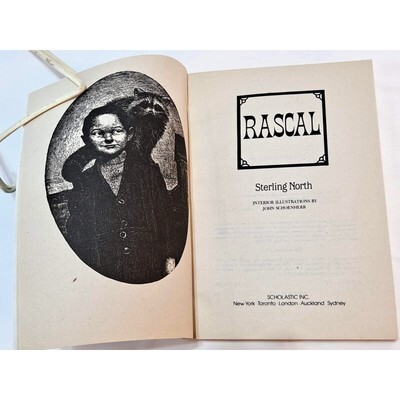 RASCAL
Sterling North
INTERIOR ILLUSTRATIONS BY
JOHN SCHOENHERR
SCHOLASTIC INC.
New York Toronto London Auckland Sydney